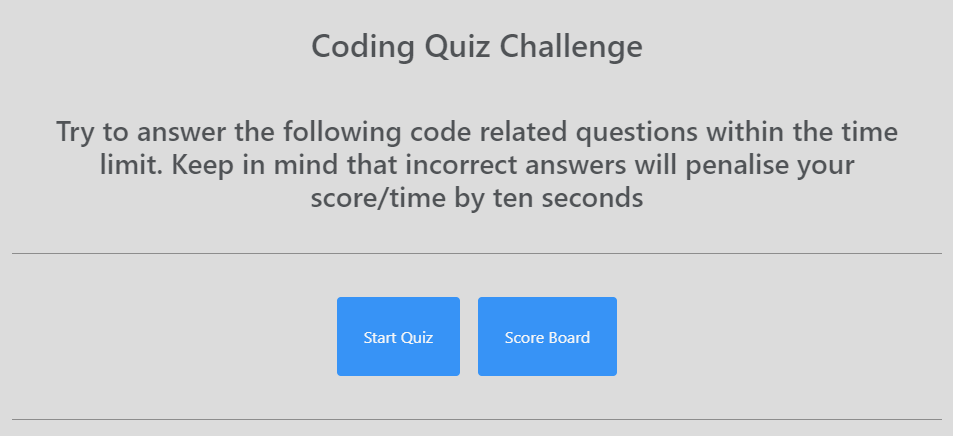 Coding Quiz Challenge
Try to answer the following code related questions within the time
limit. Keep in mind that incorrect answers will penalise your
score/time by ten seconds
Start Quiz
Score Board